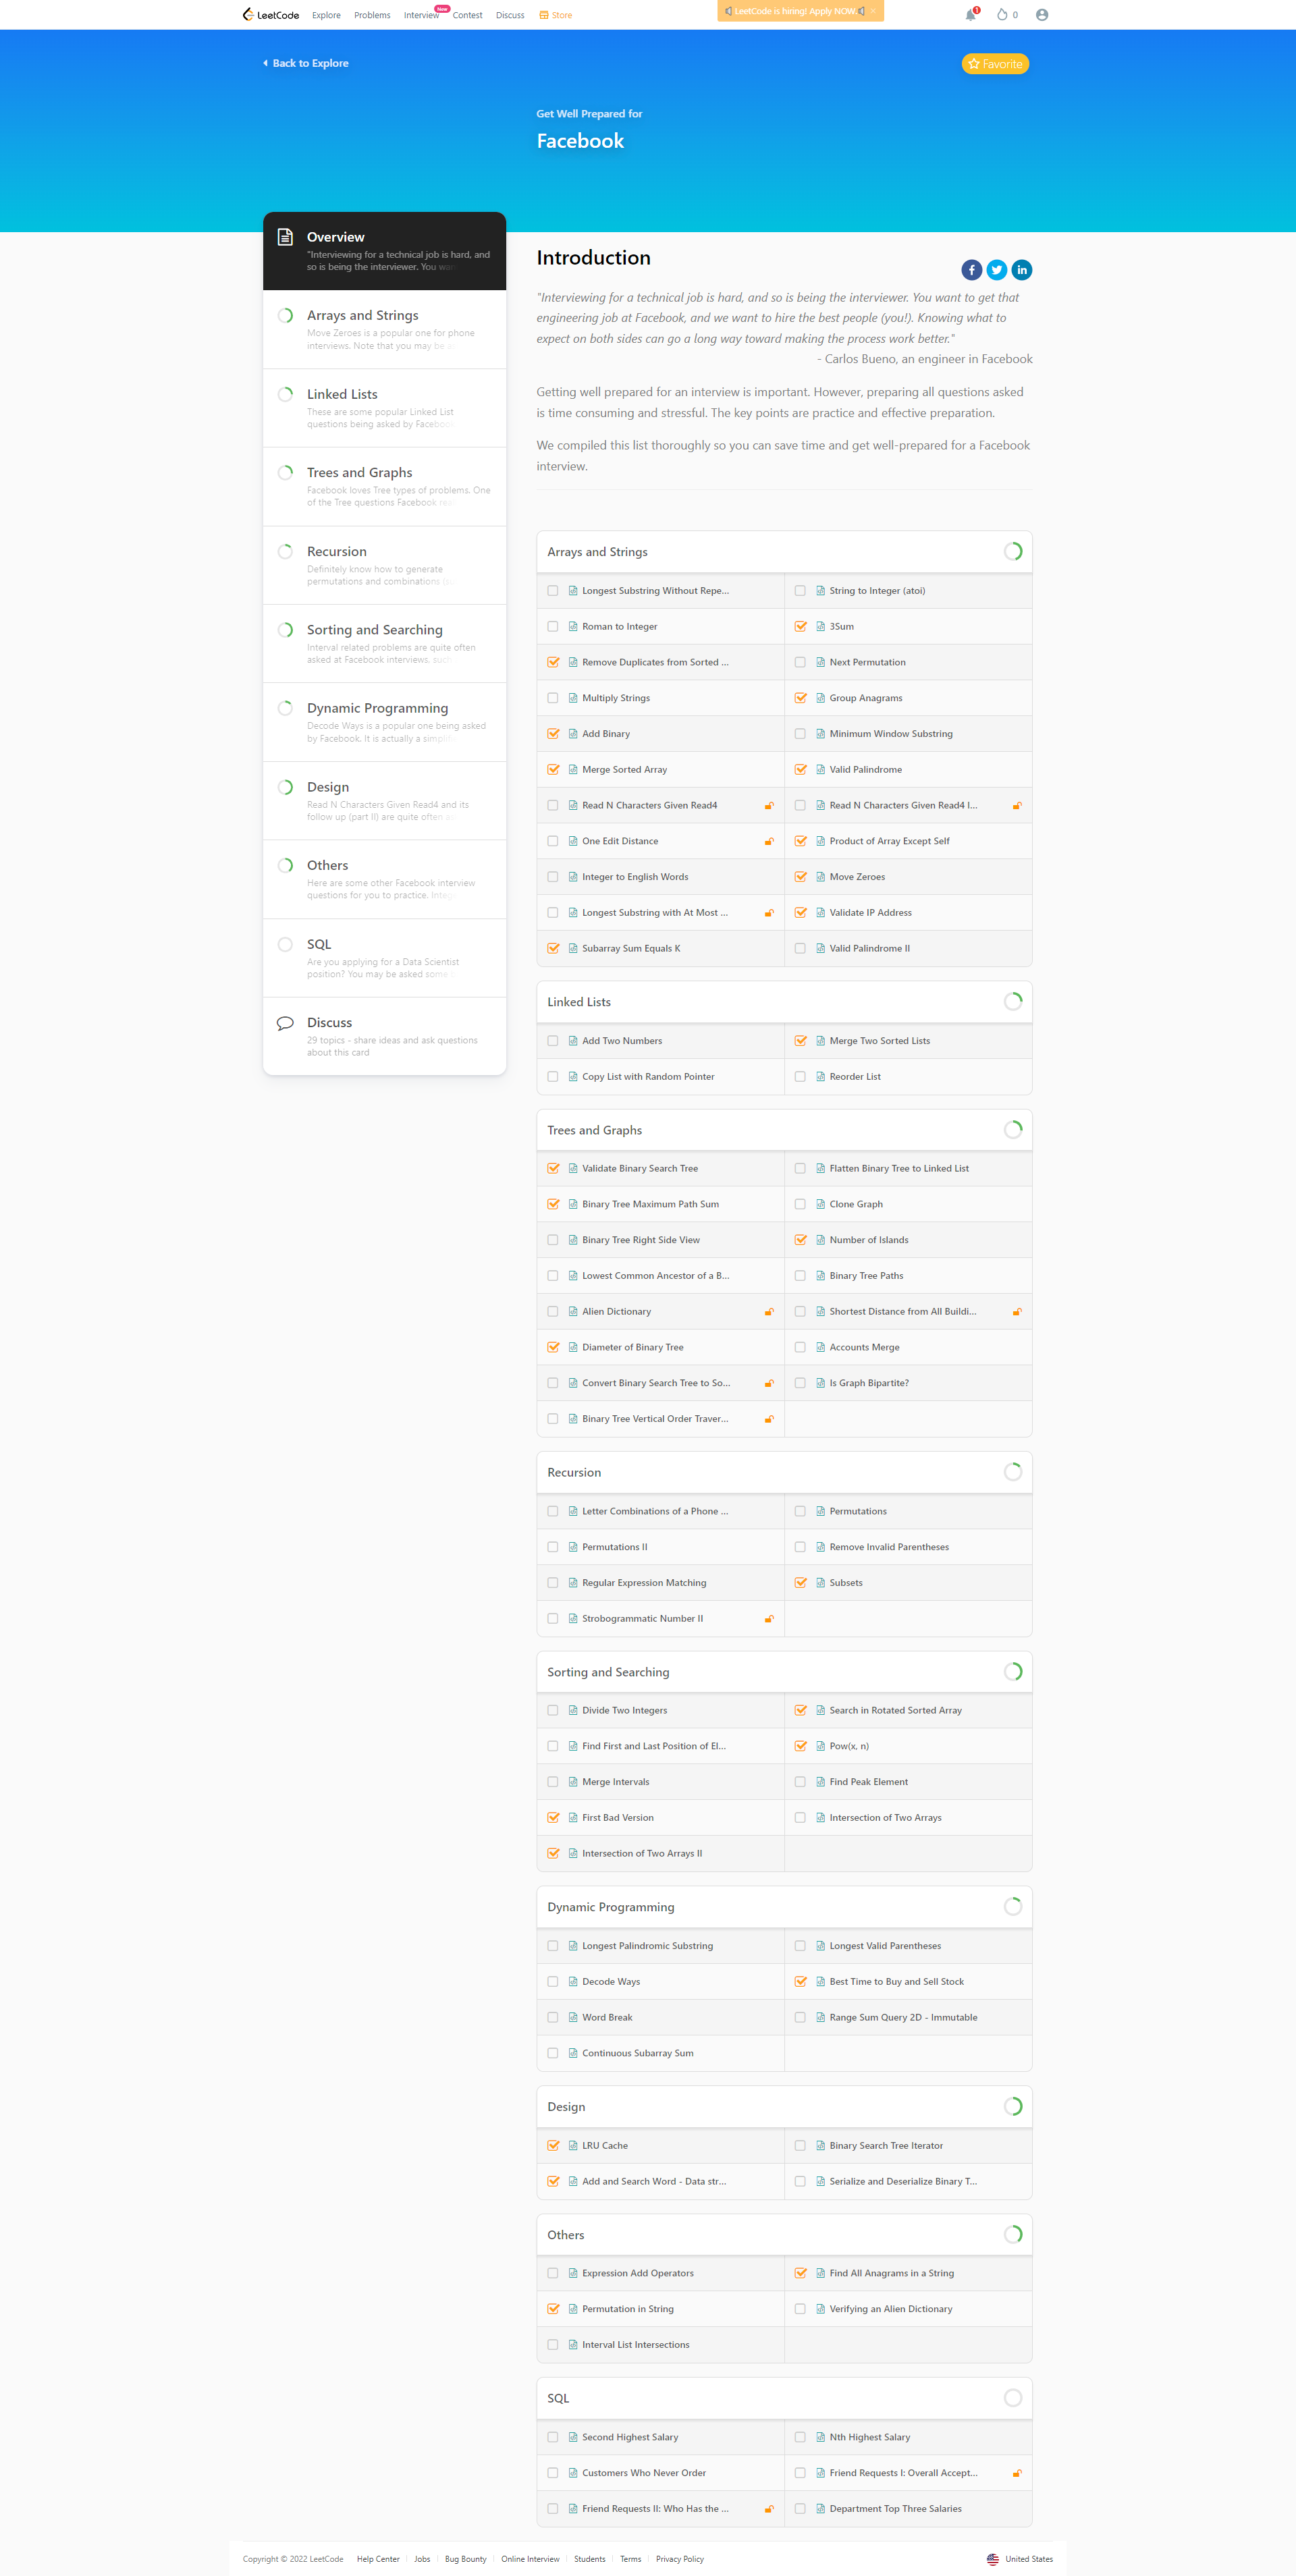 LeetCode
Explore
Problems
Interview
New
Contest
Discuss
Store
LeetCode is hiring! Apply NOW.
×
1
0
Back to Explore
Favorite
Get Well Prepared for
Facebook
Overview
"Interviewing for a technical job is hard, and
so is being the interviewer. You want
Arrays and Strings
Move Zeroes is a popular one for phone
interviews. Note that you may be
Linked Lists
These are some popular Linked List
questions being asked by Facebook
Trees and Graphs
Facebook loves Tree types of problems. One
of the Tree questions Facebook
Recursion
Definitely know how to generate
permutations and combinations
Sorting and Searching
Interval related problems are quite often
asked at Facebook interviews, such
Dynamic Programming
Decode Ways is a popular one being asked
by Facebook. It is actually a
Design
Read N Characters Given Read4 and its
follow up (part II) are quite often
Others
Here are some other Facebook interview
questions for you to practice.
SQL
Are you applying for a Data Scientist
position? You may be asked some
Discuss
29 topics - share ideas and ask questions
about this card
Introduction
f
in
"Interviewing for a technical job is hard, and so is being the interviewer. You want to get that
engineering job at Facebook, and we want to hire the best people (you!). Knowing what to
expect on both sides can go a long way toward making the process work better."
- Carlos Bueno, an engineer in Facebook
Getting well prepared for an interview is important. However, preparing all questions asked
is time consuming and stressful. The key points are practice and effective preparation.
We compiled this list thoroughly so you can save time and get well-prepared for a Facebook
interview.
Arrays and Strings
Longest Substring Without Repe...
String to Integer (atoi)
Roman to Integer
3Sum
Remove Duplicates from Sorted ...
Next Permutation
Multiply Strings
Group Anagrams
Add Binary
Minimum Window Substring
Merge Sorted Array
Valid Palindrome
Read N Characters Given Read4
Read N Characters Given Read4 I...
One Edit Distance
Product of Array Except Self
Integer to English Words
Move Zeroes
Longest Substring with At Most ...
Validate IP Address
Subarray Sum Equals K
Valid Palindrome II
Linked Lists
Add Two Numbers
Merge Two Sorted Lists
Copy List with Random Pointer
Reorder List
Trees and Graphs
Validate Binary Search Tree
Flatten Binary Tree to Linked List
Binary Tree Maximum Path Sum
Clone Graph
Binary Tree Right Side View
Number of Islands
Lowest Common Ancestor of a B...
Binary Tree Paths
Alien Dictionary
Shortest Distance from All Buildi...
Diameter of Binary Tree
Accounts Merge
Convert Binary Search Tree to So...
Is Graph Bipartite?
Binary Tree Vertical Order Traver...
Recursion
Letter Combinations of a Phone ...
Permutations
Permutations II
Remove Invalid Parentheses
Regular Expression Matching
Subsets
Strobogrammatic Number II
Sorting and Searching
Divide Two Integers
Search in Rotated Sorted Array
Find First and Last Position of El...
Pow(x, n)
Merge Intervals
Find Peak Element
First Bad Version
Intersection of Two Arrays
Intersection of Two Arrays II
Dynamic Programming
Longest Palindromic Substring
Longest Valid Parentheses
Decode Ways
Best Time to Buy and Sell Stock
Word Break
Range Sum Query 2D - Immutable
Continuous Subarray Sum
Design
LRU Cache
Binary Search Tree Iterator
Add and Search Word - Data str...
Serialize and Deserialize Binary T...
Others
Expression Add Operators
Find All Anagrams in a String
Permutation in String
Verifying an Alien Dictionary
Interval List Intersections
SQL
Second Highest Salary
Nth Highest Salary
Customers Who Never Order
Friend Requests I: Overall Accept...
Friend Requests II: Who Has the ...
Department Top Three Salaries
Copyright © 2022 LeetCode
Help Center
Jobs
Bug Bounty
Online Interview
Students
Terms
Privacy Policy
United States